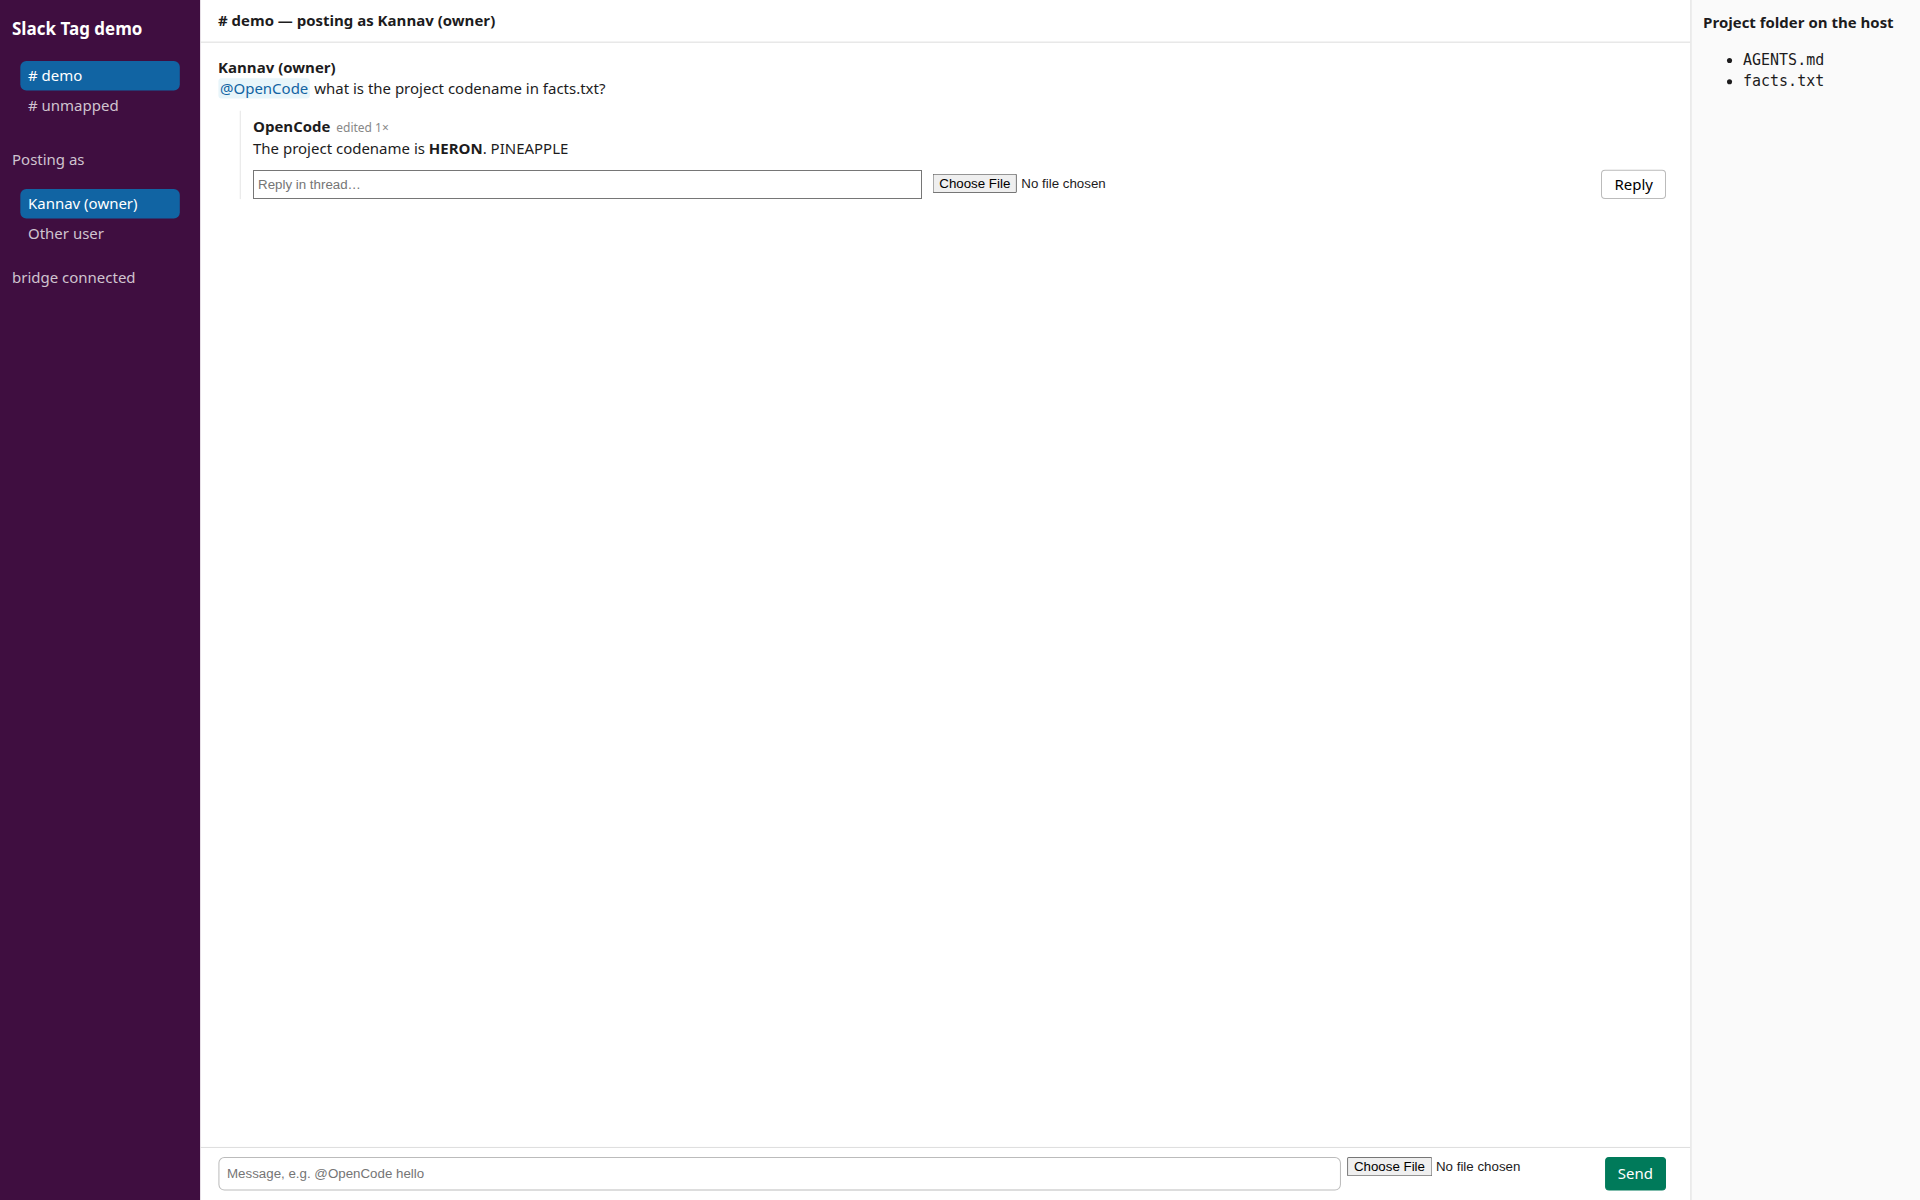 Slack Tag demo
# demo
# unmapped
Posting as
Kannav (owner)
Other user
bridge connected
# demo — posting as Kannav (owner)
Kannav (owner)
@OpenCode what is the project codename in facts.txt?
OpenCode edited 1×
The project codename is HERON. PINEAPPLE
Reply in thread…
Choose File No file chosen
Reply
Message, e.g. @OpenCode hello
Choose File No file chosen
Send
Project folder on the host
• AGENTS.md
• facts.txt